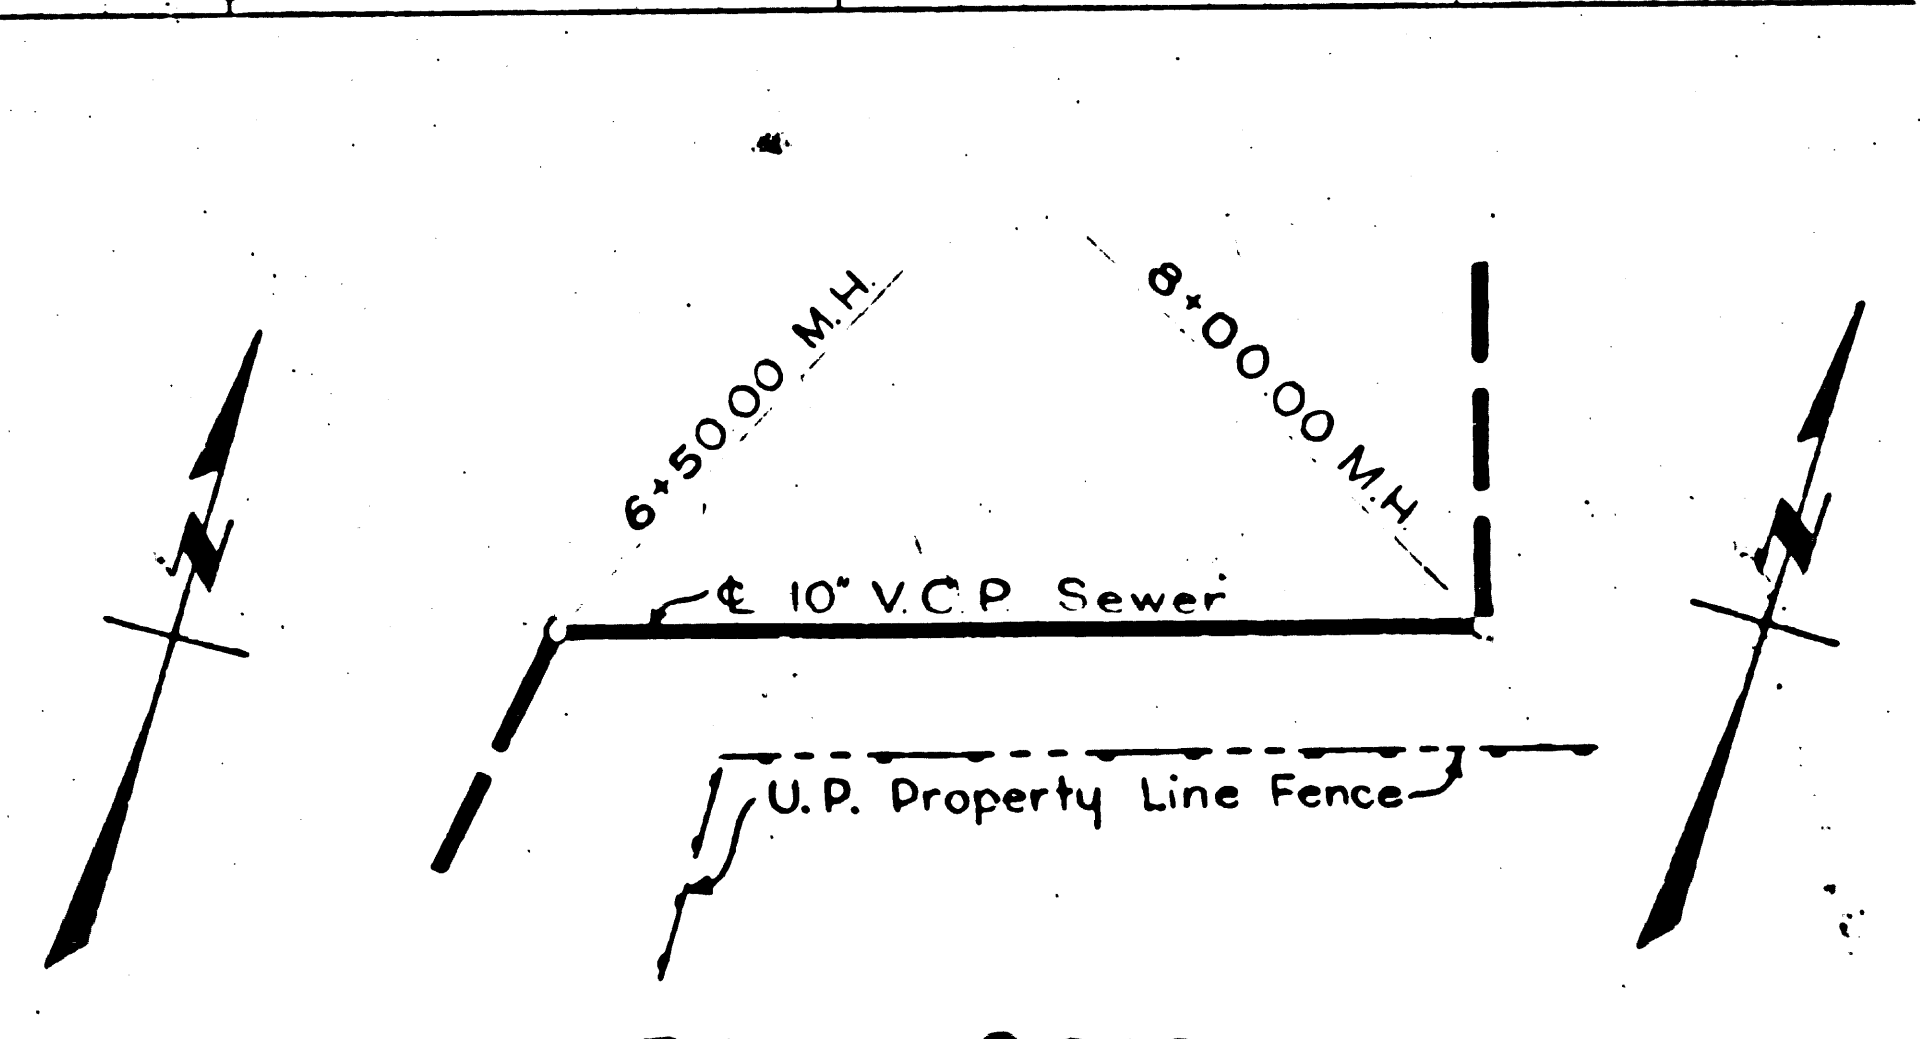 6+50.00 M.H.
8+00.00 M.H.
N
N
℄ 10" V.C.P. Sewer
U.P. Property Line Fence